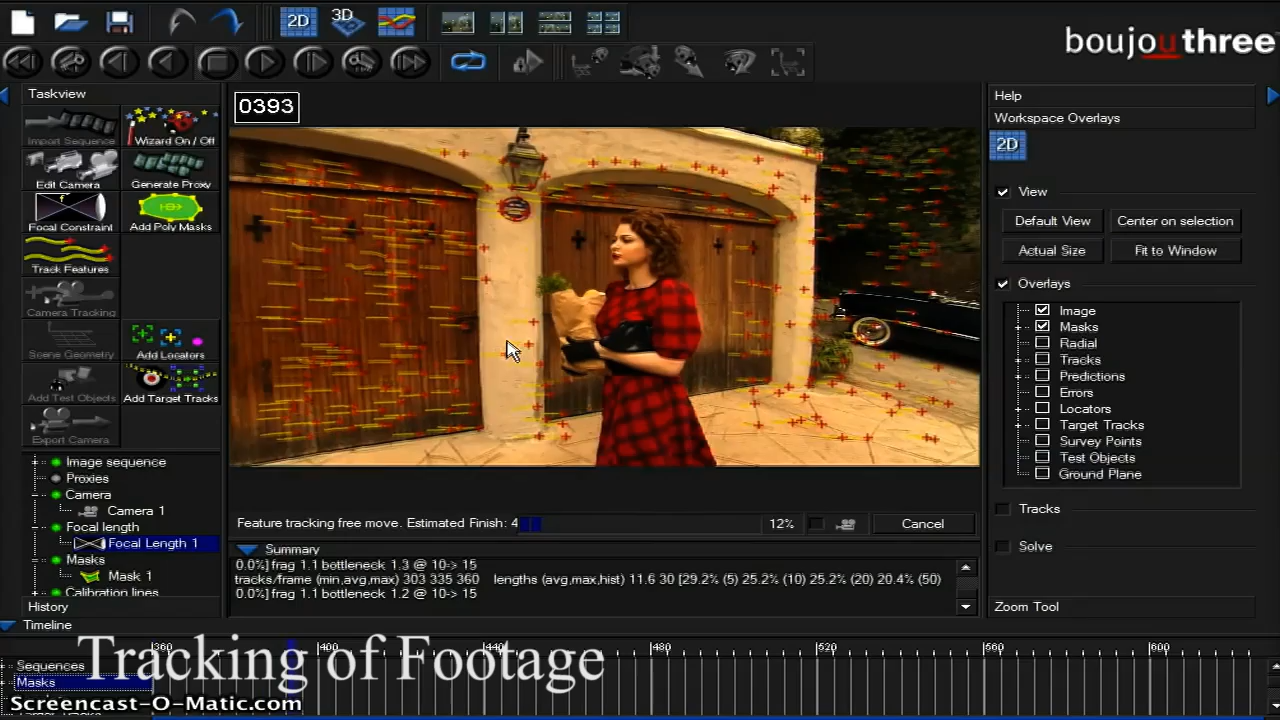 2D
3D
boujou three
Taskview
Import Sequence
Wizard On / Off
Edit Camera
Generate Proxy
Focal Constraint
Add Poly Masks
Track Features
Camera Tracking
Scene Geometry
Add Locators
Add Test Objects
Add Target Tracks
Export Camera
Image sequence
Proxies
Camera
Camera 1
Focal length
Focal Length 1
Masks
Mask 1
Calibration lines
History
0393
Feature tracking free move. Estimated Finish: 4
12%
Cancel
Summary
0.0%] frag 1.1 bottleneck 1.3 @ 10-> 15
tracks/frame (min,avg,max) 303 335 360 lengths (avg,max,hist) 11.6 30 [29.2% (5) 25.2% (10) 25.2% (20) 20.4% (50)
0.0%] frag 1.1 bottleneck 1.2 @ 10-> 15
Help
Workspace Overlays
2D
View
Default View
Center on selection
Actual Size
Fit to Window
Overlays
Image
Masks
Radial
Tracks
Predictions
Errors
Locators
Target Tracks
Survey Points
Test Objects
Ground Plane
Tracks
Solve
Zoom Tool
Timeline
360 400 440 480 520 560 600
Sequences
Masks
Tracking of Footage
Screencast-O-Matic.com